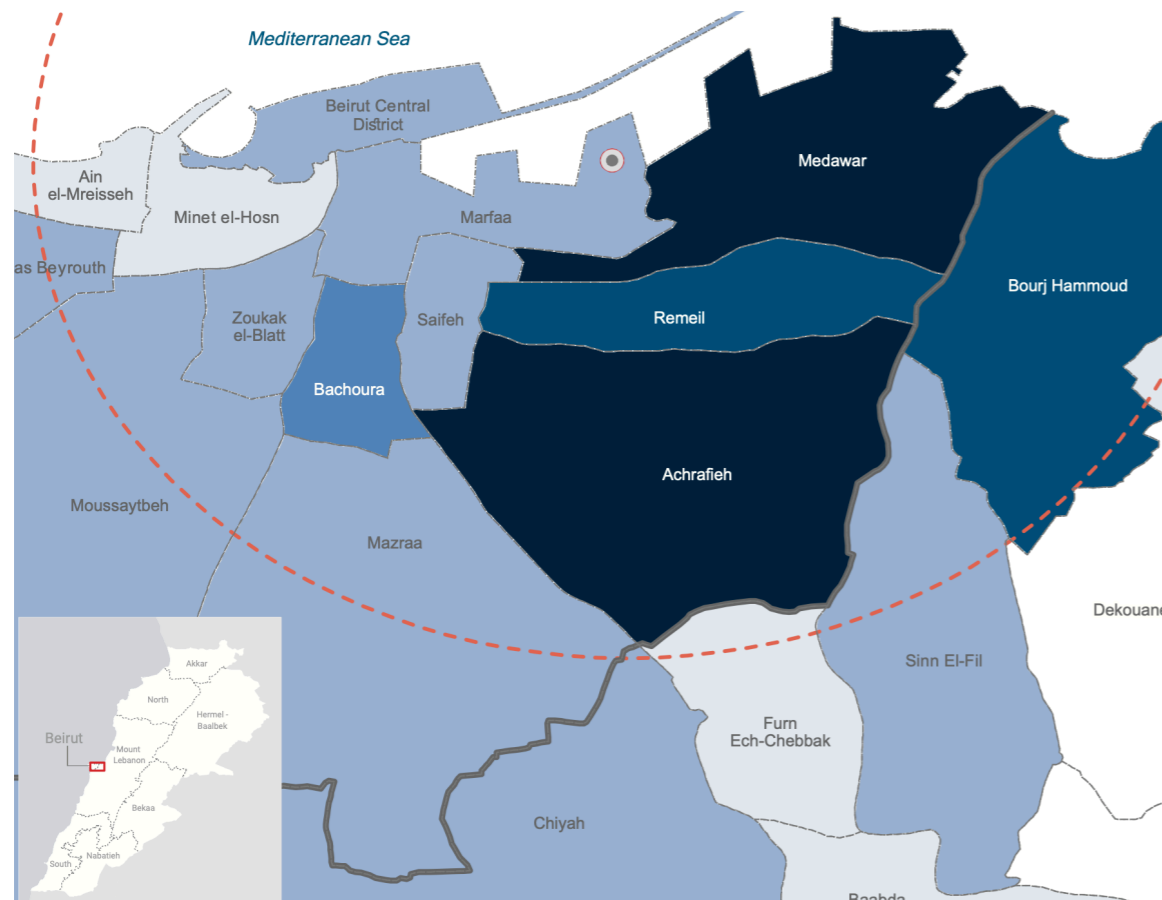 Mediterranean Sea
Beirut Central
District
Medawar
Ain
el-Mreisseh
Minet el-Hosn
Marfaa
as Beyrouth
Bourj Hammoud
Zoukak
el-Blatt
Saifeh
Remeil
Bachoura
Achrafieh
Moussaytbeh
Mazraa
Dekouane
Sinn El-Fil
Furn
Ech-Chebbak
Chiyah
Baabda
Akkar
North
Hermel -
Baalbek
Beirut
Mount
Lebanon
Bekaa
Nabatieh
South